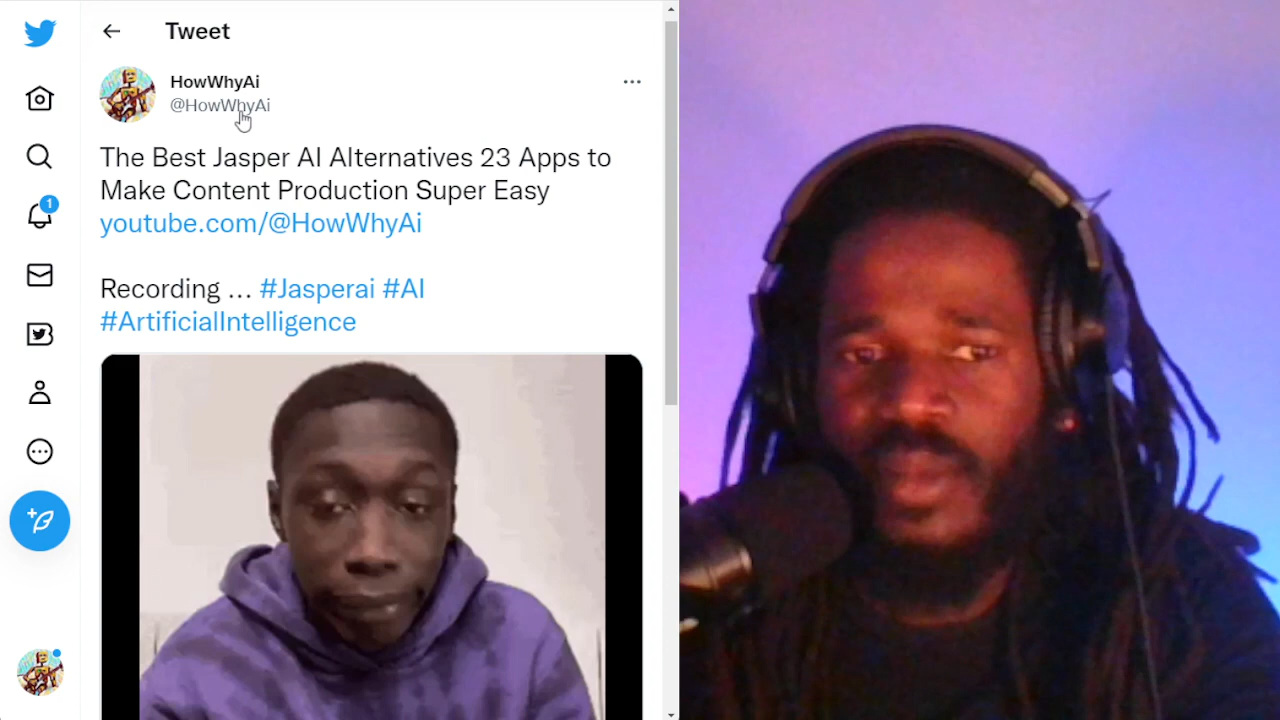 Tweet
HowWhyAi
@HowWhyAi
The Best Jasper AI Alternatives 23 Apps to
Make Content Production Super Easy
youtube.com/@HowWhyAi
Recording … #Jasperai #AI
#ArtificialIntelligence
1